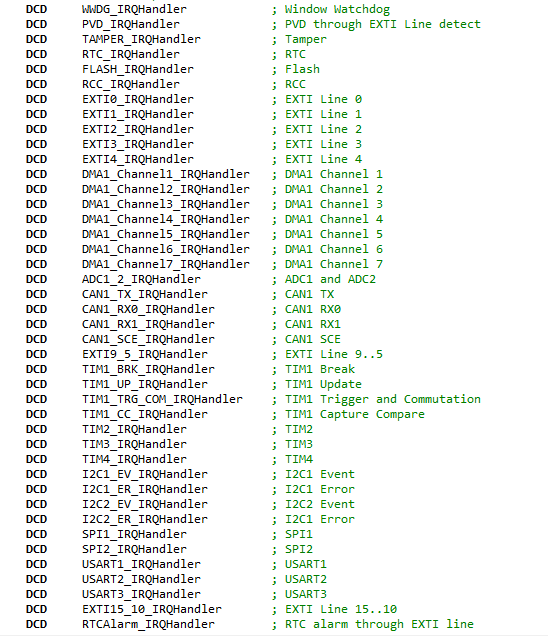 DCD WWDG_IRQHandler ; Window Watchdog
DCD PVD_IRQHandler ; PVD through EXTI Line detect
DCD TAMPER_IRQHandler ; Tamper
DCD RTC_IRQHandler ; RTC
DCD FLASH_IRQHandler ; Flash
DCD RCC_IRQHandler ; RCC
DCD EXTI0_IRQHandler ; EXTI Line 0
DCD EXTI1_IRQHandler ; EXTI Line 1
DCD EXTI2_IRQHandler ; EXTI Line 2
DCD EXTI3_IRQHandler ; EXTI Line 3
DCD EXTI4_IRQHandler ; EXTI Line 4
DCD DMA1_Channel1_IRQHandler ; DMA1 Channel 1
DCD DMA1_Channel2_IRQHandler ; DMA1 Channel 2
DCD DMA1_Channel3_IRQHandler ; DMA1 Channel 3
DCD DMA1_Channel4_IRQHandler ; DMA1 Channel 4
DCD DMA1_Channel5_IRQHandler ; DMA1 Channel 5
DCD DMA1_Channel6_IRQHandler ; DMA1 Channel 6
DCD DMA1_Channel7_IRQHandler ; DMA1 Channel 7
DCD ADC1_2_IRQHandler ; ADC1 and ADC2
DCD CAN1_TX_IRQHandler ; CAN1 TX
DCD CAN1_RX0_IRQHandler ; CAN1 RX0
DCD CAN1_RX1_IRQHandler ; CAN1 RX1
DCD CAN1_SCE_IRQHandler ; CAN1 SCE
DCD EXTI9_5_IRQHandler ; EXTI Line 9..5
DCD TIM1_BRK_IRQHandler ; TIM1 Break
DCD TIM1_UP_IRQHandler ; TIM1 Update
DCD TIM1_TRG_COM_IRQHandler ; TIM1 Trigger and Commutation
DCD TIM1_CC_IRQHandler ; TIM1 Capture Compare
DCD TIM2_IRQHandler ; TIM2
DCD TIM3_IRQHandler ; TIM3
DCD TIM4_IRQHandler ; TIM4
DCD I2C1_EV_IRQHandler ; I2C1 Event
DCD I2C1_ER_IRQHandler ; I2C1 Error
DCD I2C2_EV_IRQHandler ; I2C2 Event
DCD I2C2_ER_IRQHandler ; I2C1 Error
DCD SPI1_IRQHandler ; SPI1
DCD SPI2_IRQHandler ; SPI2
DCD USART1_IRQHandler ; USART1
DCD USART2_IRQHandler ; USART2
DCD USART3_IRQHandler ; USART3
DCD EXTI15_10_IRQHandler ; EXTI Line 15..10
DCD RTCAlarm_IRQHandler ; RTC alarm through EXTI line